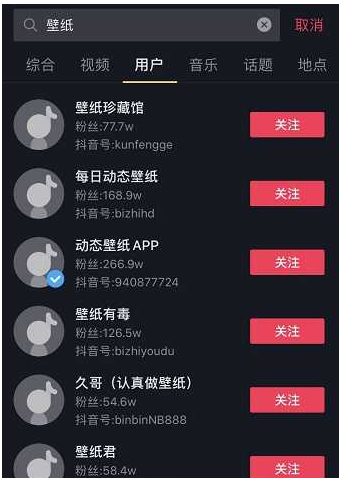 壁纸
取消
综合 视频 用户 音乐 话题 地点
壁纸珍藏馆
粉丝:77.7w
关注
抖音号:kunfengge
每日动态壁纸
粉丝:168.9w
关注
抖音号:bizhihd
动态壁纸APP
粉丝:266.9w
关注
抖音号:940877724
壁纸有毒
粉丝:126.5w
关注
抖音号:bizhiyoudu
久哥（认真做壁纸）
粉丝:54.6w
关注
抖音号:binbinNB888
壁纸君
粉丝:58.4w
关注